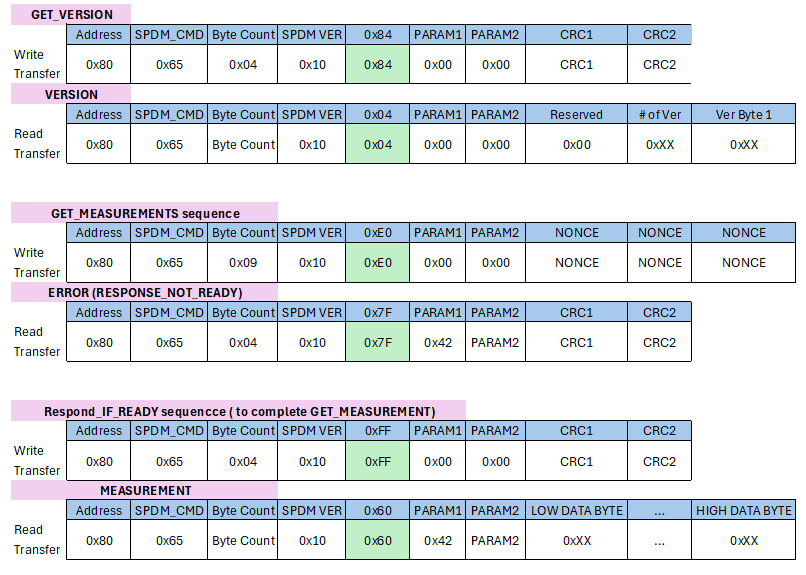 GET_VERSION
Address SPDM_CMD Byte Count SPDM VER 0x84 PARAM1 PARAM2 CRC1 CRC2
Write Transfer 0x80 0x65 0x04 0x10 0x84 0x00 0x00 CRC1 CRC2
VERSION
Address SPDM_CMD Byte Count SPDM VER 0x04 PARAM1 PARAM2 Reserved # of Ver Ver Byte 1
Read Transfer 0x80 0x65 Byte Count 0x10 0x04 0x00 0x00 0x00 0xXX 0xXX
GET_MEASUREMENTS sequence
Address SPDM_CMD Byte Count SPDM VER 0xE0 PARAM1 PARAM2 NONCE NONCE NONCE
Write Transfer 0x80 0x65 0x09 0x10 0xE0 0x00 0x00 NONCE NONCE NONCE
ERROR (RESPONSE_NOT_READY)
Address SPDM_CMD Byte Count SPDM VER 0x7F PARAM1 PARAM2 CRC1 CRC2
Read Transfer 0x80 0x65 0x04 0x10 0x7F 0x42 PARAM2 CRC1 CRC2
Respond_IF_READY sequencce ( to complete GET_MEASUREMENT)
Address SPDM_CMD Byte Count SPDM VER 0xFF PARAM1 PARAM2 CRC1 CRC2
Write Transfer 0x80 0x65 0x04 0x10 0xFF 0x00 0x00 CRC1 CRC2
MEASUREMENT
Address SPDM_CMD Byte Count SPDM VER 0x60 PARAM1 PARAM2 LOW DATA BYTE ... HIGH DATA BYTE
Read Transfer 0x80 0x65 Byte Count 0x10 0x60 0x42 PARAM2 0xXX ... 0xXX